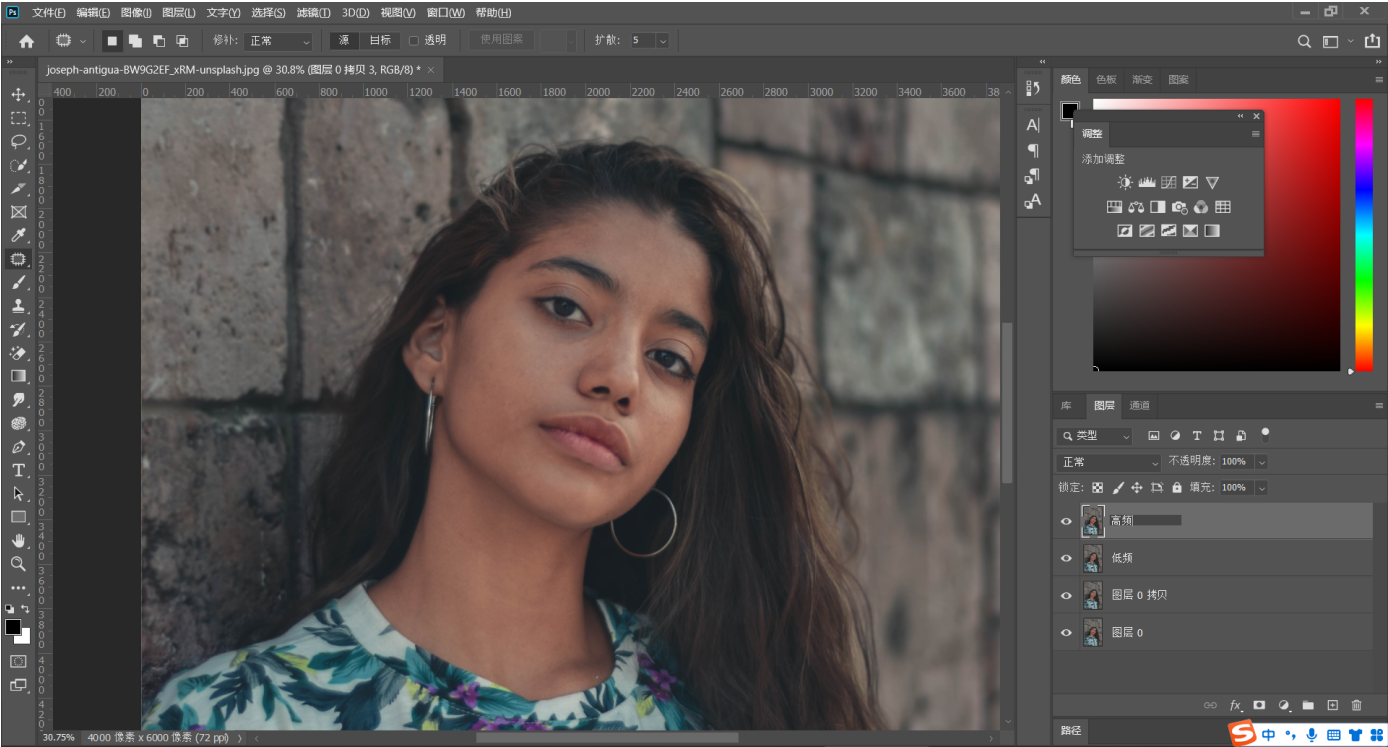 Ps 文件(F) 编辑(E) 图像(I) 图层(L) 文字(Y) 选择(S) 滤镜(T) 3D(D) 视图(V) 窗口(W) 帮助(H)
修补: 正常 源 目标 透明 使用图案 扩散: 5
joseph-antigua-BW9G2EF_xRM-unsplash.jpg @ 30.8% (图层 0 拷贝 3, RGB/8) * ×
400 200 0 200 400 600 800 1000 1200 1400 1600 1800 2000 2200 2400 2600 2800 3000 3200 3400 3600 38
颜色 色板 渐变 图案
调整
添加调整
库 图层 通道
类型
正常 不透明度: 100%
锁定: 填充: 100%
高频
低频
图层 0 拷贝
图层 0
fx
路径
30.75% 4000 像素 x 6000 像素 (72 ppi)
S 中